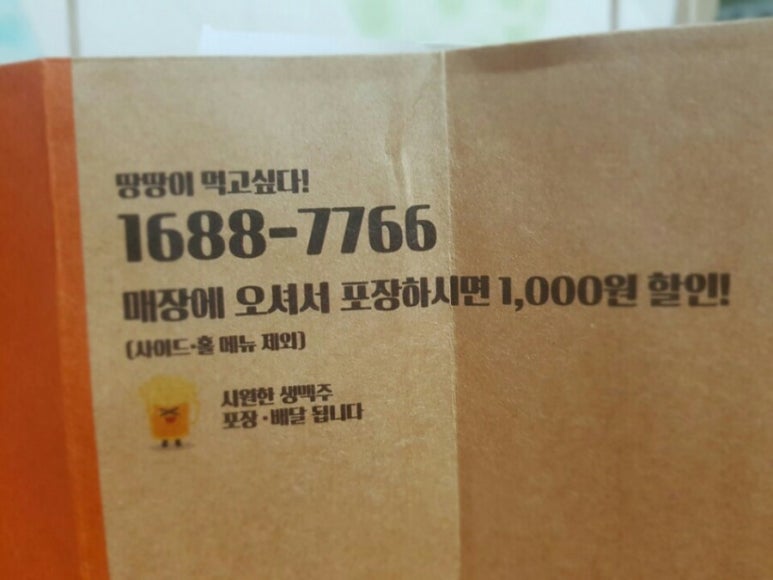 땅땅이 먹고싶다!
1688-7766
매장에 오셔서 포장하시면 1,000원 할인!
(사이드·홀 메뉴 제외)
시원한 생맥주
포장·배달 됩니다